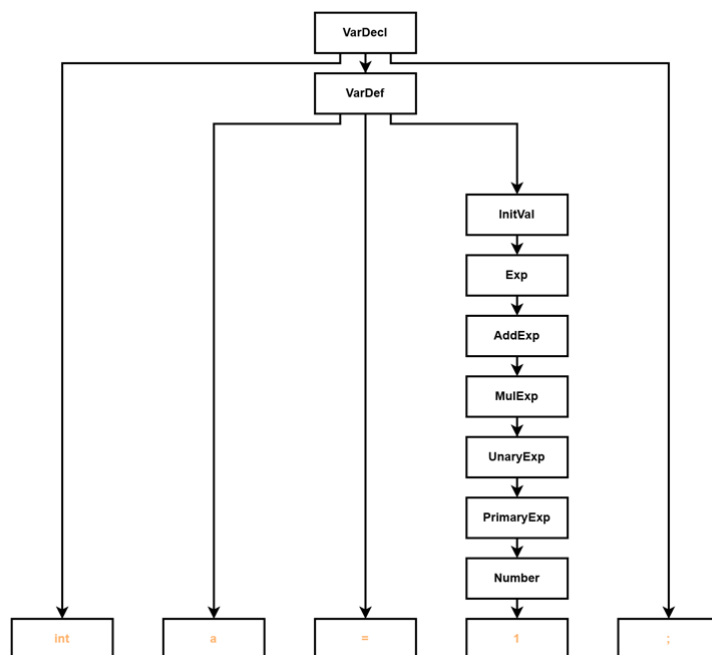 VarDecl
VarDef
InitVal
Exp
AddExp
MulExp
UnaryExp
PrimaryExp
Number
int a = 1 ;